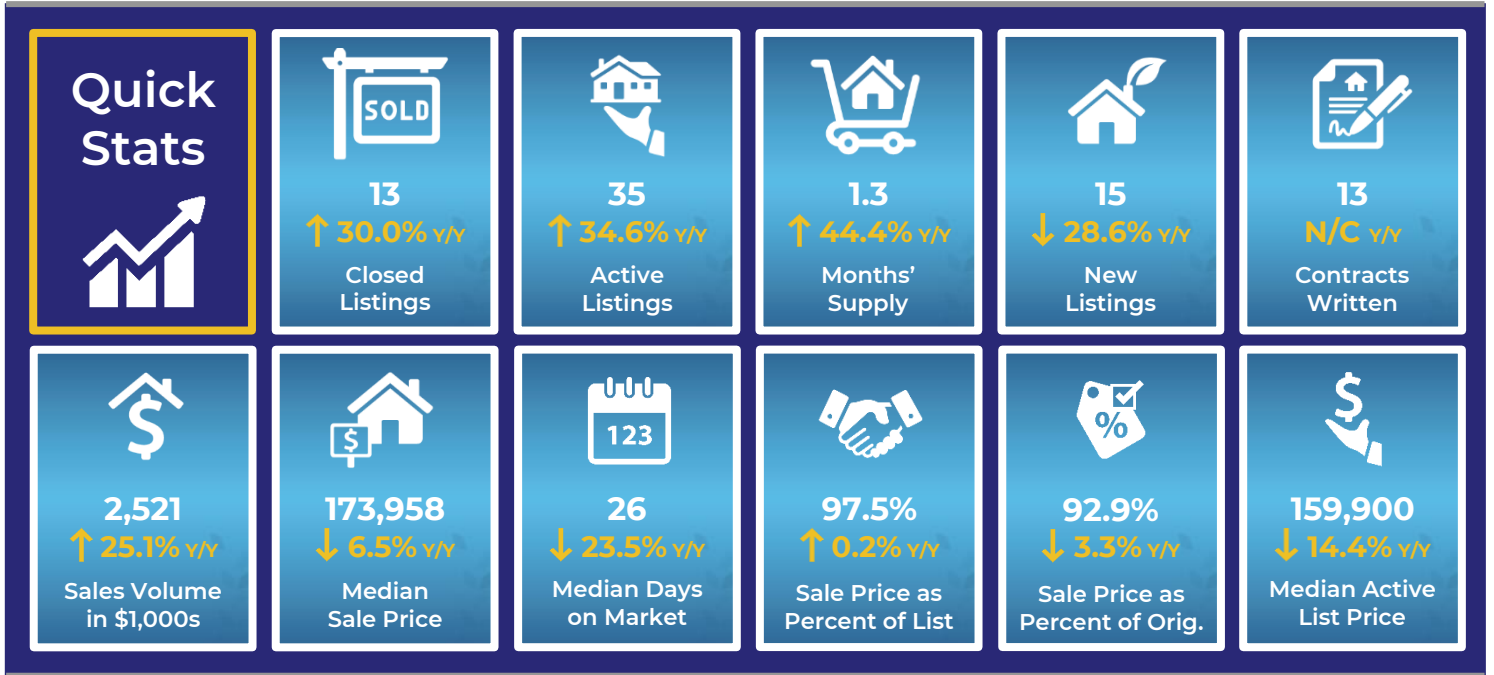 Quick
Stats
SOLD
13
↑ 30.0% Y/Y
Closed
Listings
35
↑ 34.6% Y/Y
Active
Listings
1.3
↑ 44.4% Y/Y
Months’
Supply
15
↓ 28.6% Y/Y
New
Listings
13
N/C Y/Y
Contracts
Written
$
2,521
↑ 25.1% Y/Y
Sales Volume
in $1,000s
$
173,958
↓ 6.5% Y/Y
Median
Sale Price
123
26
↓ 23.5% Y/Y
Median Days
on Market
97.5%
↑ 0.2% Y/Y
Sale Price as
Percent of List
%
92.9%
↓ 3.3% Y/Y
Sale Price as
Percent of Orig.
$
159,900
↓ 14.4% Y/Y
Median Active
List Price